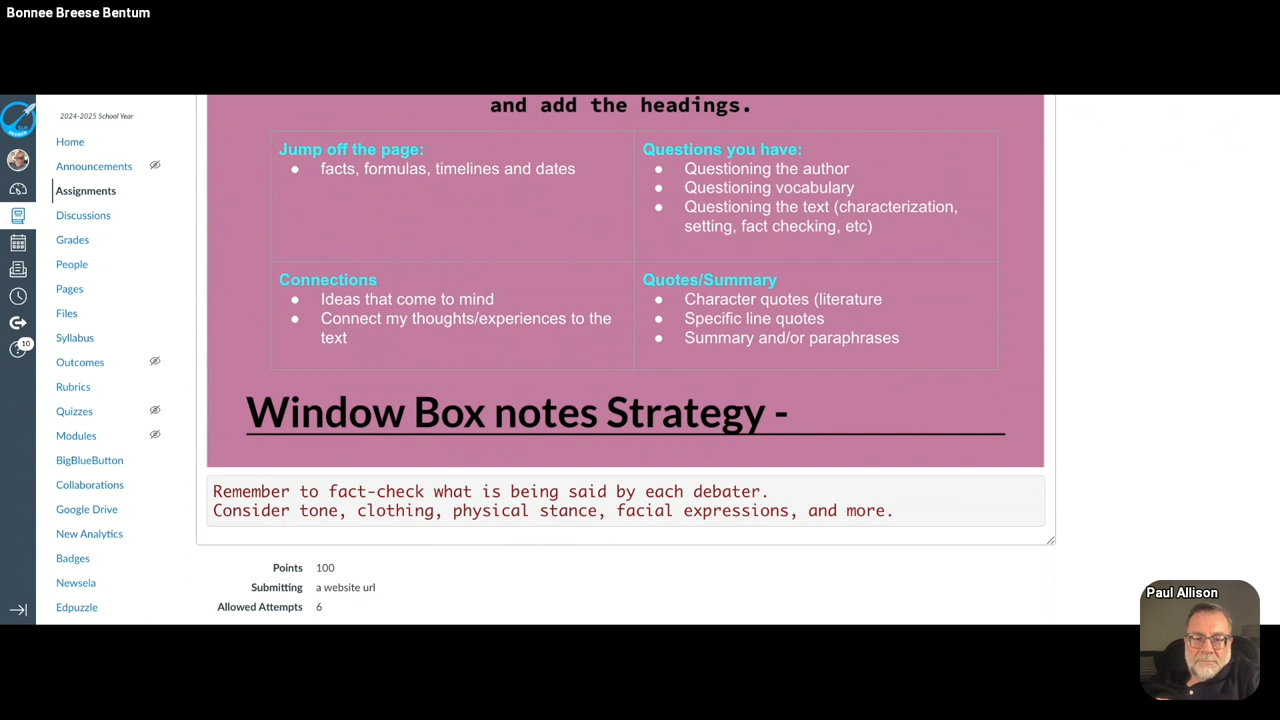 Bonnee Breese Bentum
2024-2025 School Year
Home
Announcements
Assignments
Discussions
Grades
People
Pages
Files
Syllabus
Outcomes
Rubrics
Quizzes
Modules
BigBlueButton
Collaborations
Google Drive
New Analytics
Badges
Newsela
Edpuzzle
10
and add the headings.
Jump off the page:
● facts, formulas, timelines and dates
Questions you have:
● Questioning the author
● Questioning vocabulary
● Questioning the text (characterization,
setting, fact checking, etc)
Connections
● Ideas that come to mind
● Connect my thoughts/experiences to the
text
Quotes/Summary
● Character quotes (literature
● Specific line quotes
● Summary and/or paraphrases
Window Box notes Strategy -
Remember to fact-check what is being said by each debater.
Consider tone, clothing, physical stance, facial expressions, and more.
Points 100
Submitting a website url
Allowed Attempts 6
Paul Allison